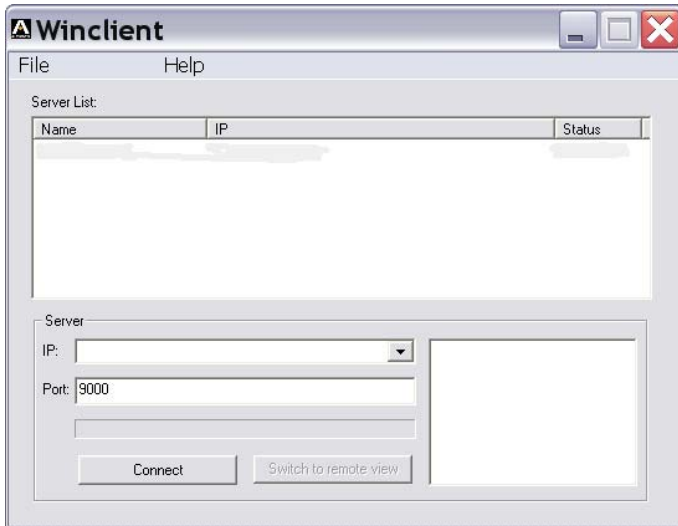 Winclient
File Help
Server List:
Name IP Status
Server
IP:
Port: 9000
Connect Switch to remote view